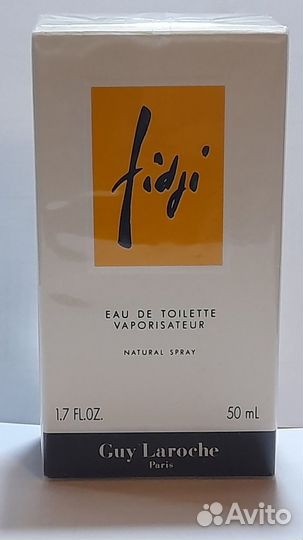 fidji
EAU DE TOILETTE
VAPORISATEUR
NATURAL SPRAY
1.7 FL.OZ. 50 mL
Guy Laroche
Paris
Avito